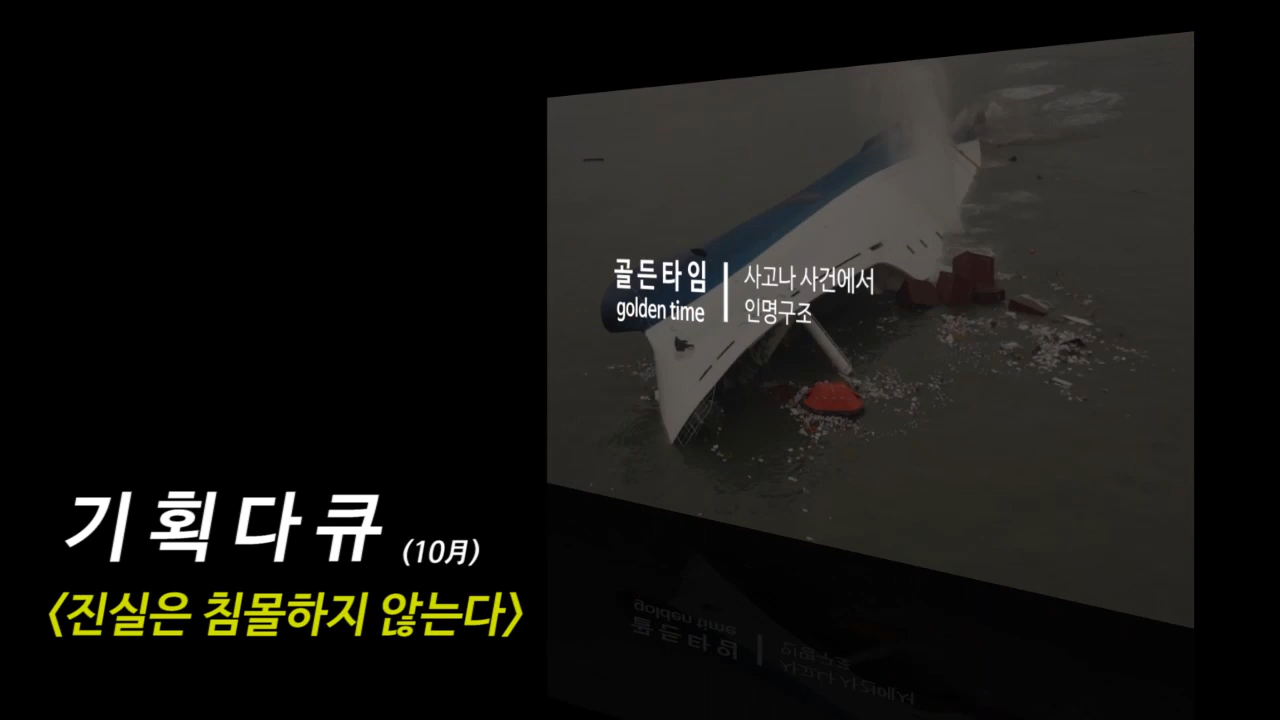 골든타임
golden time
사고나 사건에서
인명구조
기획다큐 (10月)
<진실은 침몰하지 않는다>